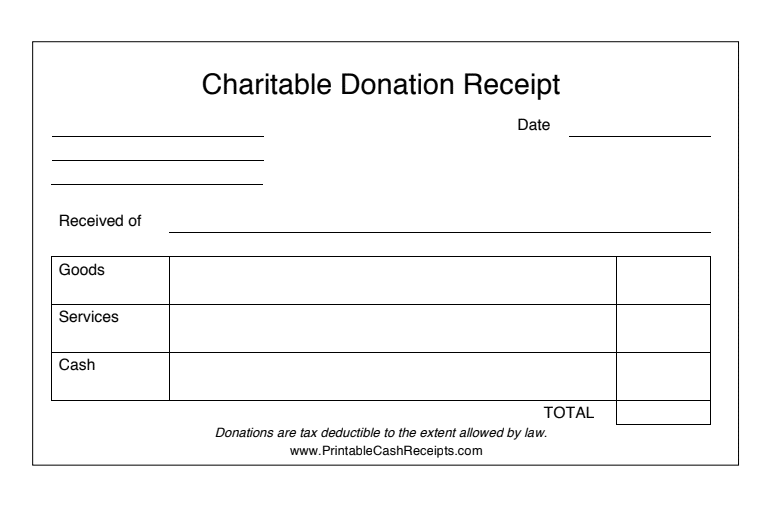 Charitable Donation Receipt
Date
Received of
Goods
Services
Cash
TOTAL
Donations are tax deductible to the extent allowed by law.
www.PrintableCashReceipts.com